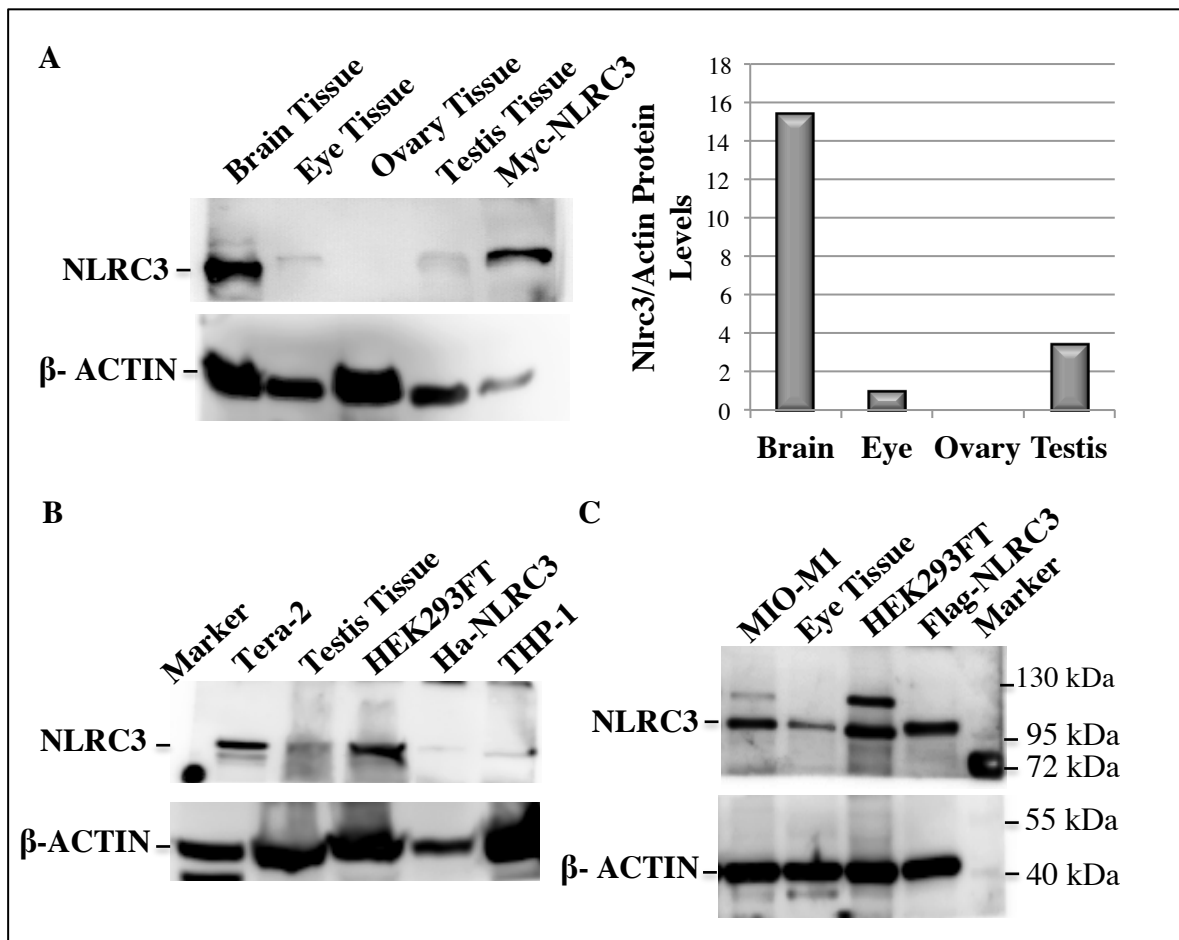 A
Brain Tissue
Eye Tissue
Ovary Tissue
Testis Tissue
Myc-NLRC3
NLRC3
β- ACTIN
Nlrc3/Actin Protein
Levels
18
16
14
12
10
8
6
4
2
0
Brain Eye Ovary Testis
B
Marker
Tera-2
Testis Tissue
HEK293FT
Ha-NLRC3
THP-1
NLRC3
β-ACTIN
C
MIO-M1
Eye Tissue
HEK293FT
Flag-NLRC3
Marker
NLRC3
130 kDa
95 kDa
72 kDa
β- ACTIN
55 kDa
40 kDa